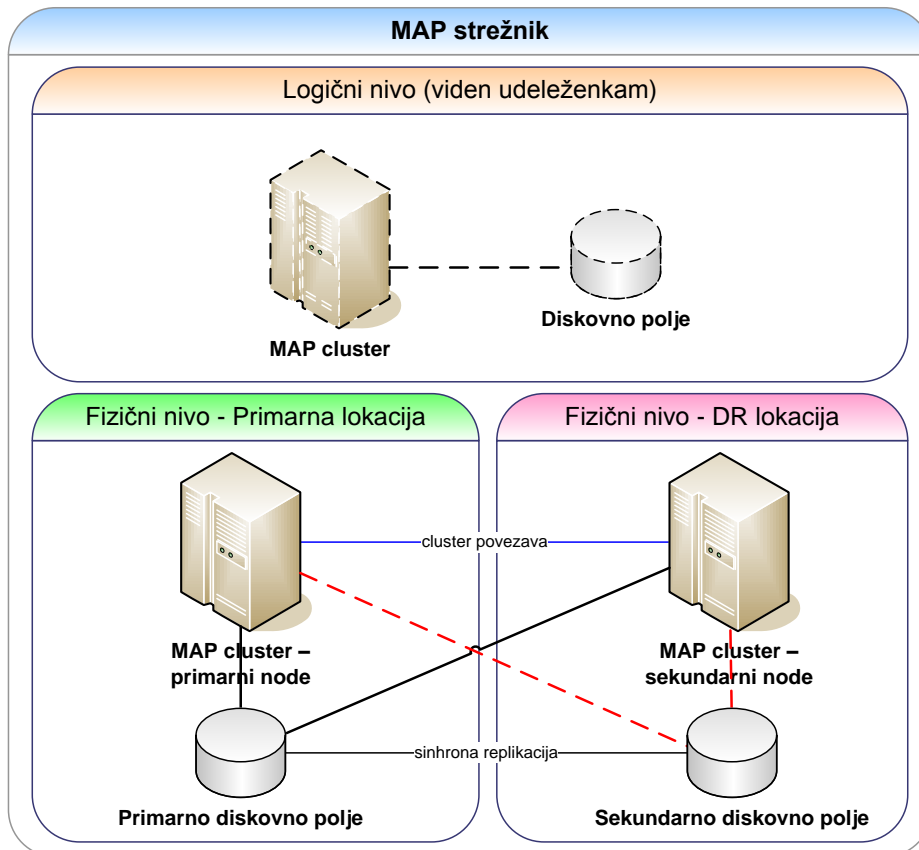 MAP strežnik
Logični nivo (viden udeleženkam)
MAP cluster
Diskovno polje
Fizični nivo - Primarna lokacija
Fizični nivo - DR lokacija
cluster povezava
MAP cluster –
primarni node
MAP cluster –
sekundarni node
sinhrona replikacija
Primarno diskovno polje
Sekundarno diskovno polje